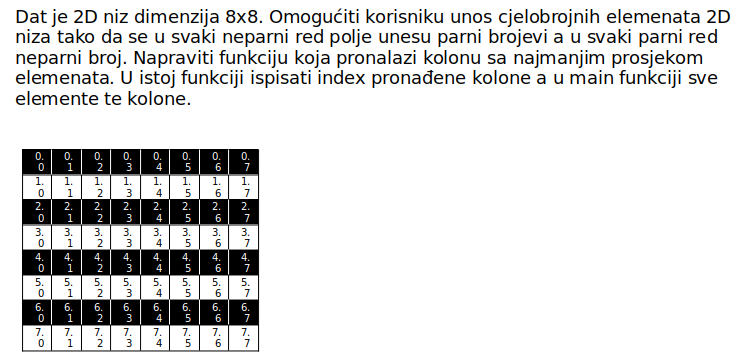 Dat je 2D niz dimenzija 8x8. Omogućiti korisniku unos cjelobrojnih elemenata 2D
niza tako da se u svaki neparni red polje unesu parni brojevi a u svaki parni red
neparni broj. Napraviti funkciju koja pronalazi kolonu sa najmanjim prosjekom
elemenata. U istoj funkciji ispisati index pronađene kolone a u main funkciji sve
elemente te kolone.
0.0 0.1 0.2 0.3 0.4 0.5 0.6 0.7
1.0 1.1 1.2 1.3 1.4 1.5 1.6 1.7
2.0 2.1 2.2 2.3 2.4 2.5 2.6 2.7
3.0 3.1 3.2 3.3 3.4 3.5 3.6 3.7
4.0 4.1 4.2 4.3 4.4 4.5 4.6 4.7
5.0 5.1 5.2 5.3 5.4 5.5 5.6 5.7
6.0 6.1 6.2 6.3 6.4 6.5 6.6 6.7
7.0 7.1 7.2 7.3 7.4 7.5 7.6 7.7